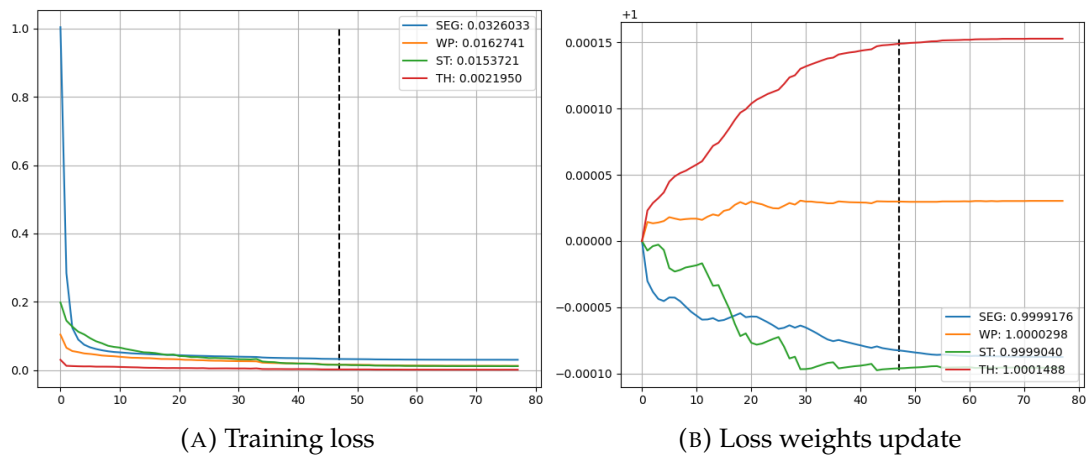 1.0
0.8
0.6
0.4
0.2
0.0
0 10 20 30 40 50 60 70 80
SEG: 0.0326033
WP: 0.0162741
ST: 0.0153721
TH: 0.0021950
(A) Training loss
+1
0.00015
0.00010
0.00005
0.00000
−0.00005
−0.00010
0 10 20 30 40 50 60 70 80
SEG: 0.9999176
WP: 1.0000298
ST: 0.9999040
TH: 1.0001488
(B) Loss weights update